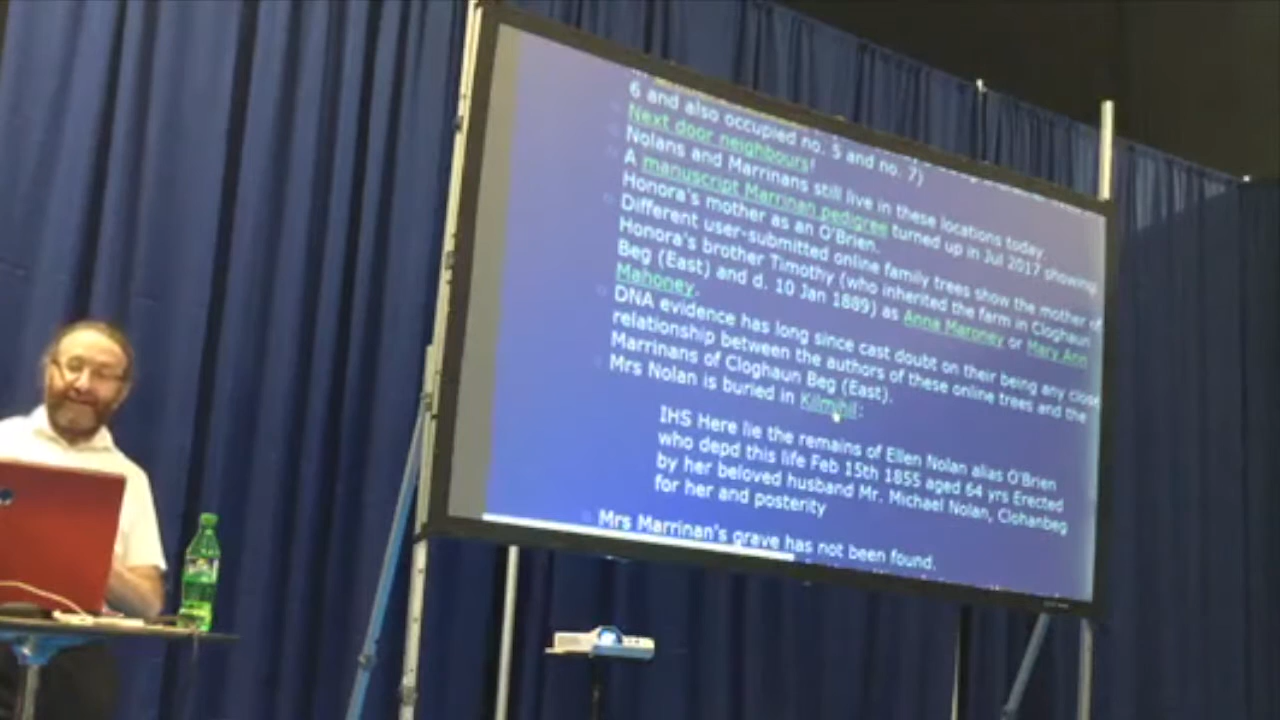 6 and also occupied no. 5 and no. 7)
Next door neighbours!
Nolans and Marrinans still live in these locations today.
A manuscript Marrinan pedigree turned up in Jul 2017 showing
Honora's mother as an O'Brien.
Different user-submitted online family trees show the mother of
Honora's brother Timothy (who inherited the farm in Cloghaun
Beg (East) and d. 10 Jan 1889) as Anna Maroney or Mary Ann
Mahoney.
DNA evidence has long since cast doubt on their being any close
relationship between the authors of these online trees and the
Marrinans of Cloghaun Beg (East).
Mrs Nolan is buried in Kilmihil:
IHS Here lie the remains of Ellen Nolan alias O'Brien
who depd this life Feb 15th 1855 aged 64 yrs Erected
by her beloved husband Mr. Michael Nolan, Clohanbeg
for her and posterity
Mrs Marrinan's grave has not been found.